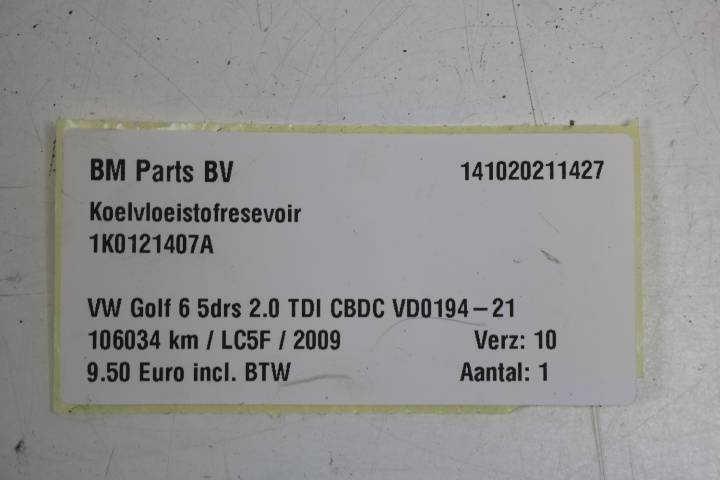 BM Parts BV 141020211427
Koelvloeistofresevoir
1K0121407A
VW Golf 6 5drs 2.0 TDI CBDC VD0194-21
106034 km / LC5F / 2009 Verz: 10
9.50 Euro incl. BTW Aantal: 1